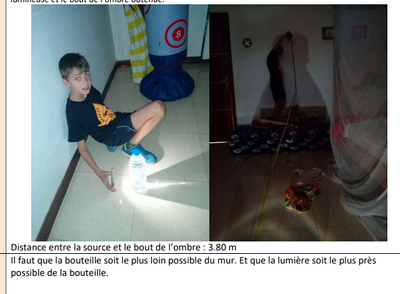 lumineuse et le bout de l'ombre obtenue.
8
Distance entre la source et le bout de l'ombre : 3.80 m
Il faut que la bouteille soit le plus loin possible du mur. Et que la lumière soit le plus près
possible de la bouteille.